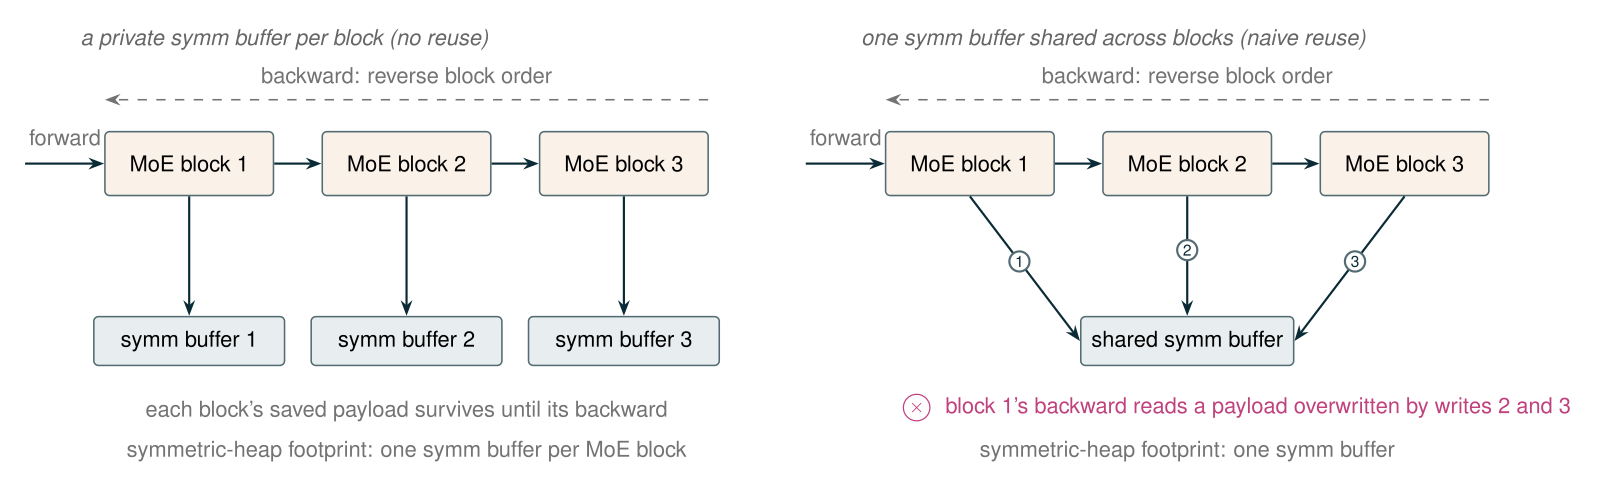 a private symm buffer per block (no reuse)
backward: reverse block order
forward
MoE block 1
MoE block 2
MoE block 3
symm buffer 1
symm buffer 2
symm buffer 3
each block's saved payload survives until its backward
symmetric-heap footprint: one symm buffer per MoE block
one symm buffer shared across blocks (naive reuse)
backward: reverse block order
forward
MoE block 1
MoE block 2
MoE block 3
1
2
3
shared symm buffer
block 1's backward reads a payload overwritten by writes 2 and 3
symmetric-heap footprint: one symm buffer